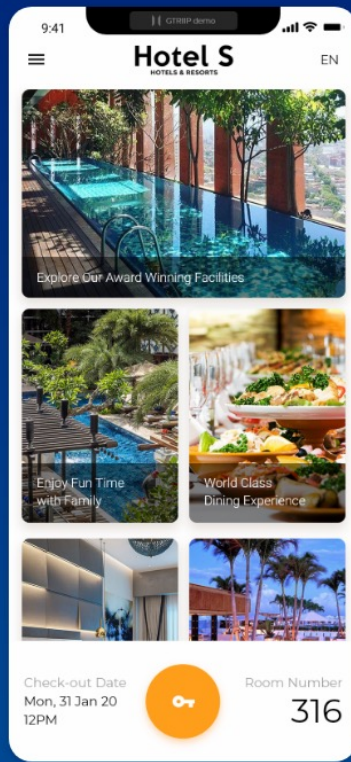 9:41
GTRIIP demo
Hotel S
HOTELS & RESORTS
EN
Explore Our Award Winning Facilities
Enjoy Fun Time
with Family
World Class
Dining Experience
Check-out Date
Mon, 31 Jan 20
12PM
Room Number
316